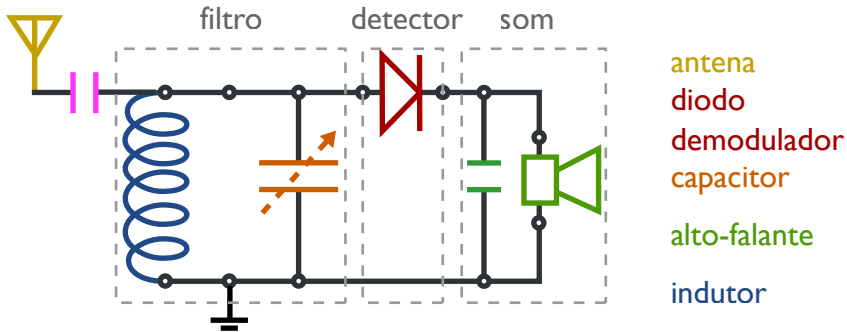 filtro
detector
som
antena
diodo
demodulador
capacitor
alto-falante
indutor